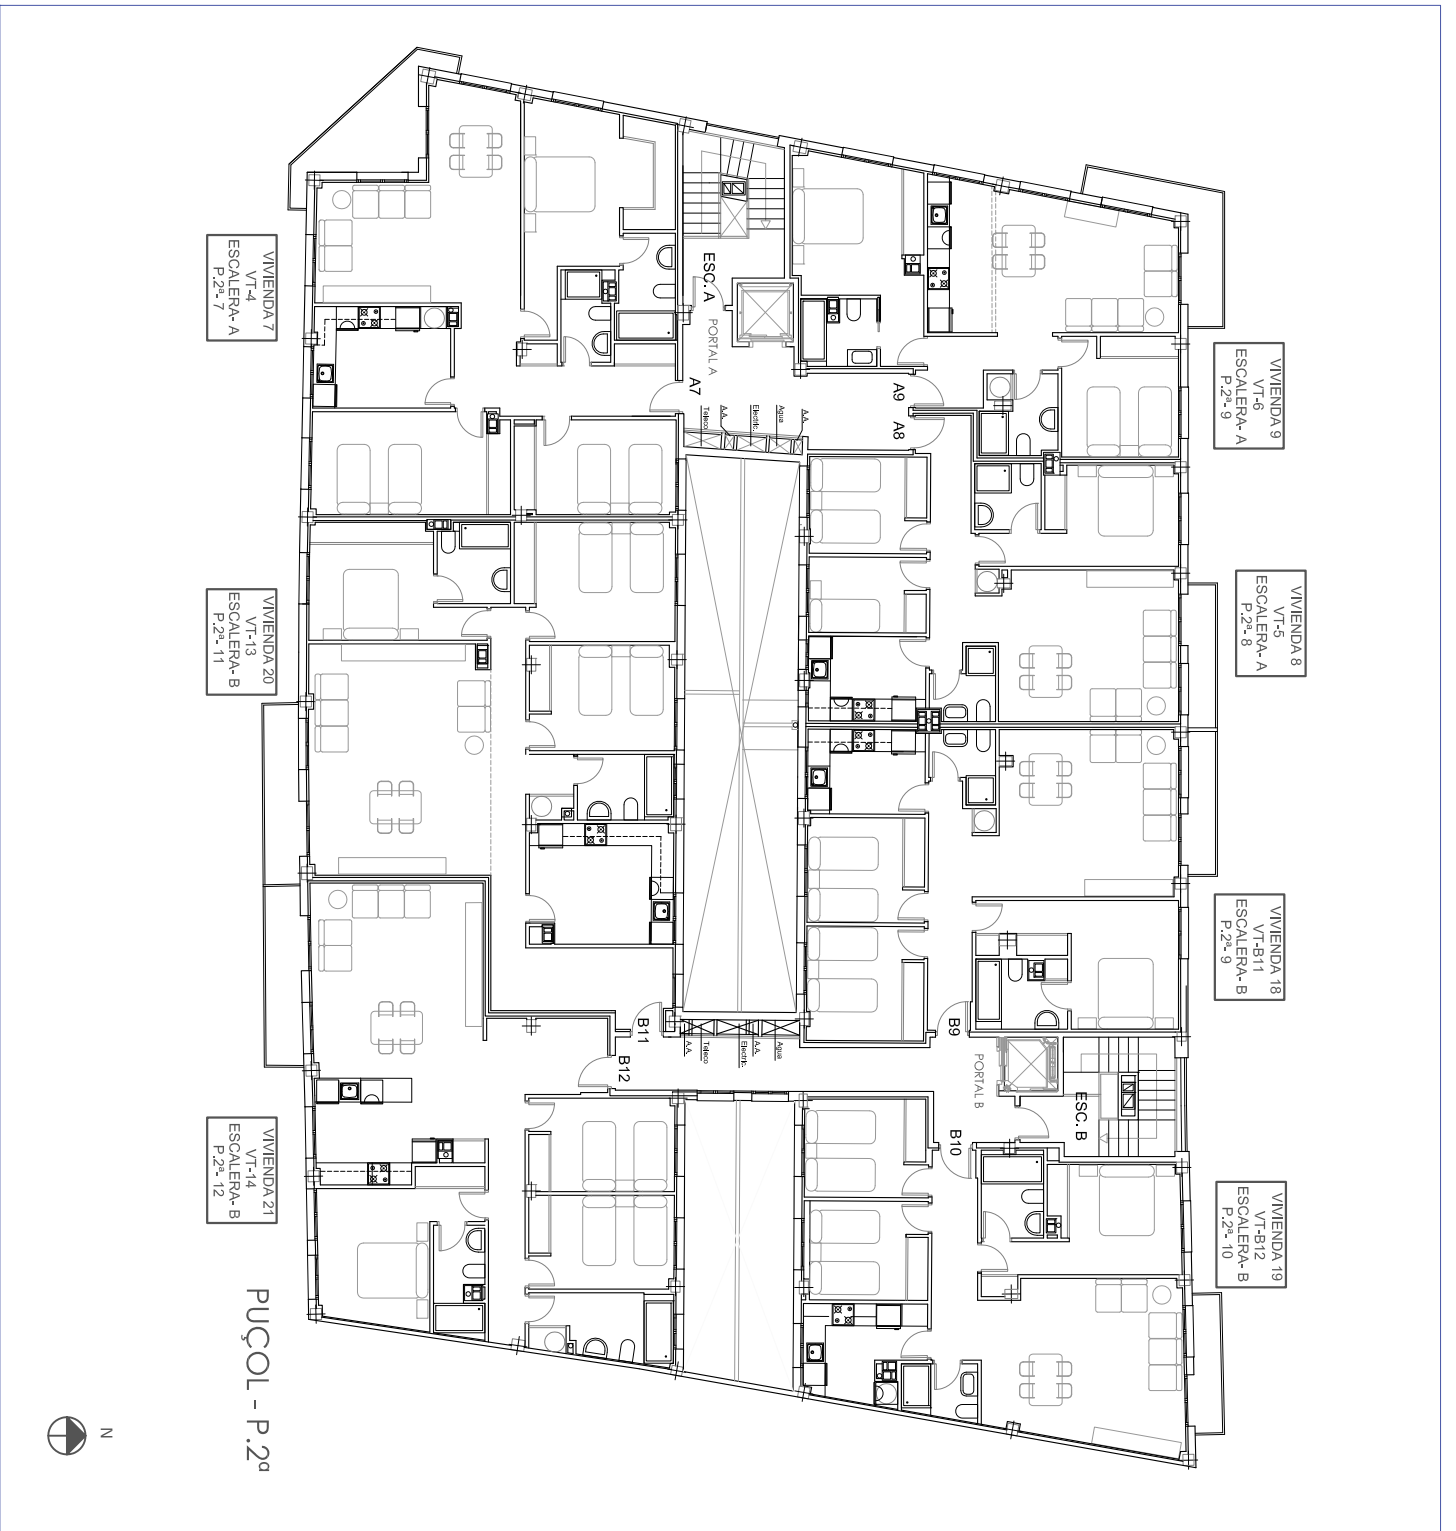 VIVIENDA 7
VT-4
ESCALERA- A
P.2ª- 7
VIVIENDA 20
VT-13
ESCALERA- B
P.2ª- 11
VIVIENDA 21
VT-14
ESCALERA- B
P.2ª- 12
VIVIENDA 9
VT-6
ESCALERA- A
P.2ª- 9
VIVIENDA 8
VT-5
ESCALERA- A
P.2ª- 8
VIVIENDA 18
VT-B11
ESCALERA- B
P.2ª- 9
VIVIENDA 19
VT-B12
ESCALERA- B
P.2ª- 10
ESC. A
PORTAL A
A7
A9
A8
Teleco
A.A.
Electric.
Agua
A.A.
B11
B12
B9
B10
PORTAL B
ESC. B
A.A.
Teleco
Electric.
A.A.
Agua
PUÇOL - P.2ª
N